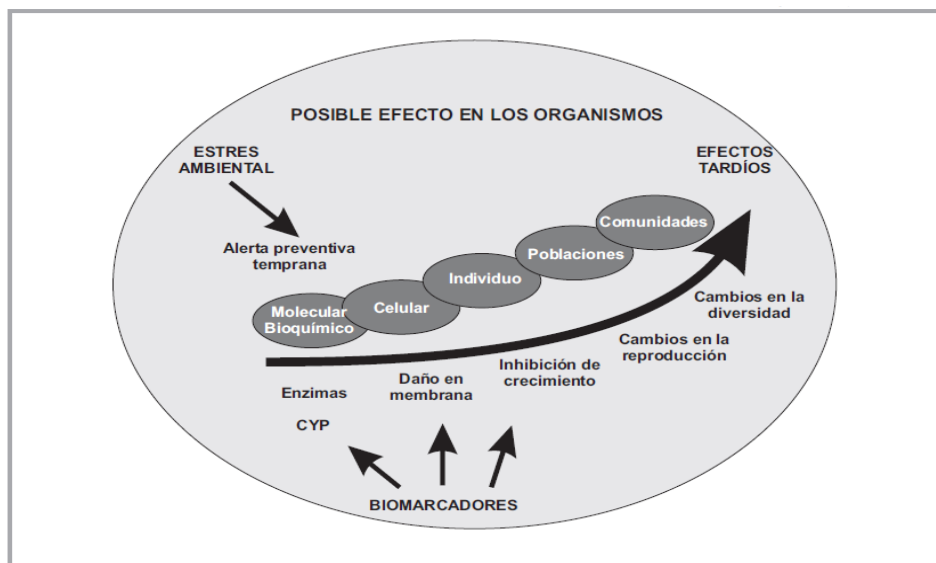 POSIBLE EFECTO EN LOS ORGANISMOS
ESTRES
AMBIENTAL
EFECTOS
TARDÍOS
Alerta preventiva
temprana
Comunidades
Poblaciones
Individuo
Celular
Molecular
Bioquímico
Cambios en la
diversidad
Cambios en la
reproducción
Inhibición de
crecimiento
Daño en
membrana
Enzimas
CYP
BIOMARCADORES